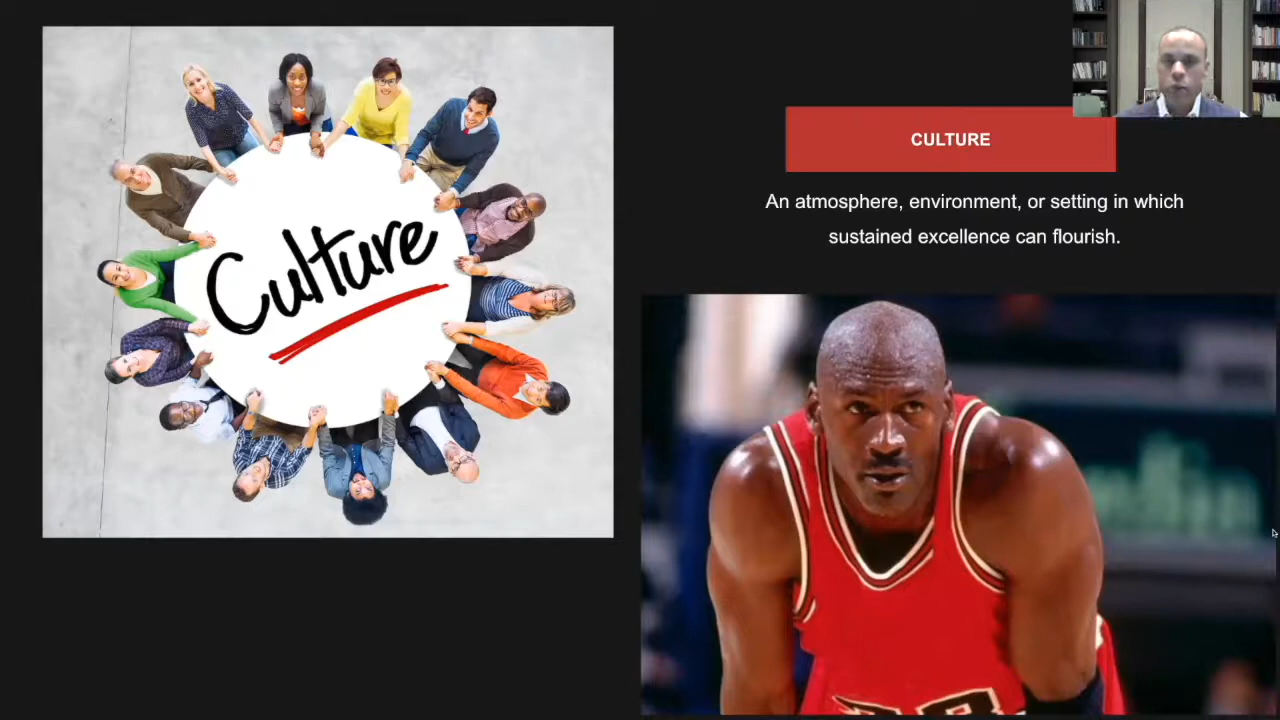 Culture
CULTURE
An atmosphere, environment, or setting in which
sustained excellence can flourish.